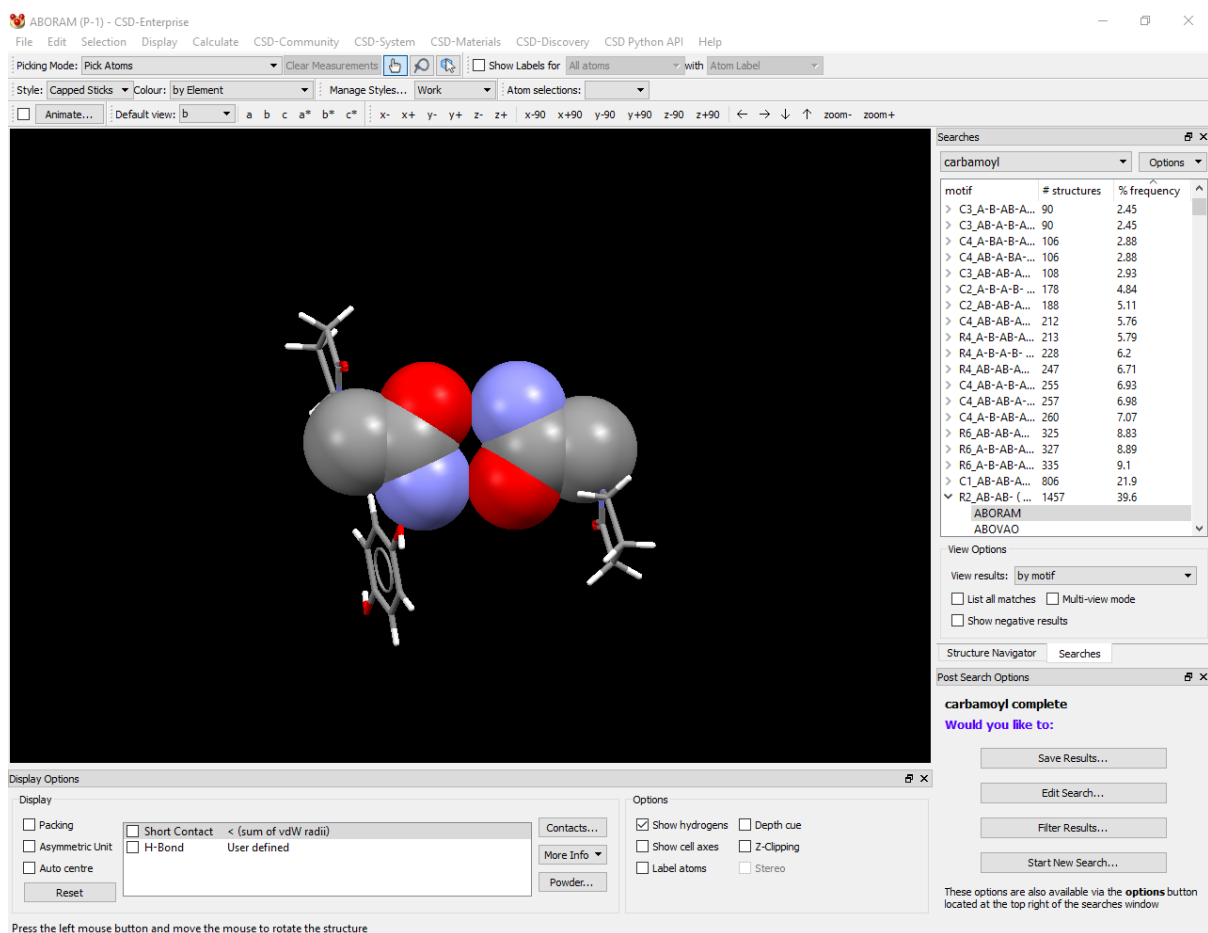 ABORAM (P-1) - CSD-Enterprise
File Edit Selection Display Calculate CSD-Community CSD-System CSD-Materials CSD-Discovery CSD Python API Help
Picking Mode: Pick Atoms Clear Measurements Show Labels for All atoms with Atom Label
Style: Capped Sticks Colour: by Element Manage Styles... Work Atom selections:
Animate... Default view: b a b c a* b* c* x- x+ y- y+ z- z+ x-90 x+90 y-90 y+90 z-90 z+90 ← → ↓ ↑ zoom- zoom+
Searches
carbamoyl Options
motif # structures % frequency
C3_A-B-AB-A... 90 2.45
C3_AB-A-B-A... 90 2.45
C4_A-BA-B-A... 106 2.88
C4_AB-A-BA-... 106 2.88
C3_AB-AB-A... 108 2.93
C2_A-B-A-B- ... 178 4.84
C2_AB-AB-A... 188 5.11
C4_AB-AB-A... 212 5.76
R4_A-B-AB-A... 213 5.79
R4_A-B-A-B- ... 228 6.2
R4_AB-AB-A... 247 6.71
C4_AB-A-B-A... 255 6.93
C4_AB-AB-A-... 257 6.98
C4_A-B-AB-A... 260 7.07
R6_AB-AB-A... 325 8.83
R6_A-B-AB-A... 327 8.89
R6_A-B-AB-A... 335 9.1
C1_AB-AB-A... 806 21.9
R2_AB-AB- ( ... 1457 39.6
ABORAM
ABOVAO
View Options
View results: by motif
List all matches Multi-view mode
Show negative results
Structure Navigator Searches
Post Search Options
carbamoyl complete
Would you like to:
Save Results...
Edit Search...
Filter Results...
Start New Search...
These options are also available via the options button
located at the top right of the searches window
Display Options
Display
Packing
Asymmetric Unit
Auto centre
Reset
Short Contact < (sum of vdW radii)
H-Bond User defined
Contacts...
More Info
Powder...
Options
Show hydrogens Depth cue
Show cell axes Z-Clipping
Label atoms Stereo
Press the left mouse button and move the mouse to rotate the structure